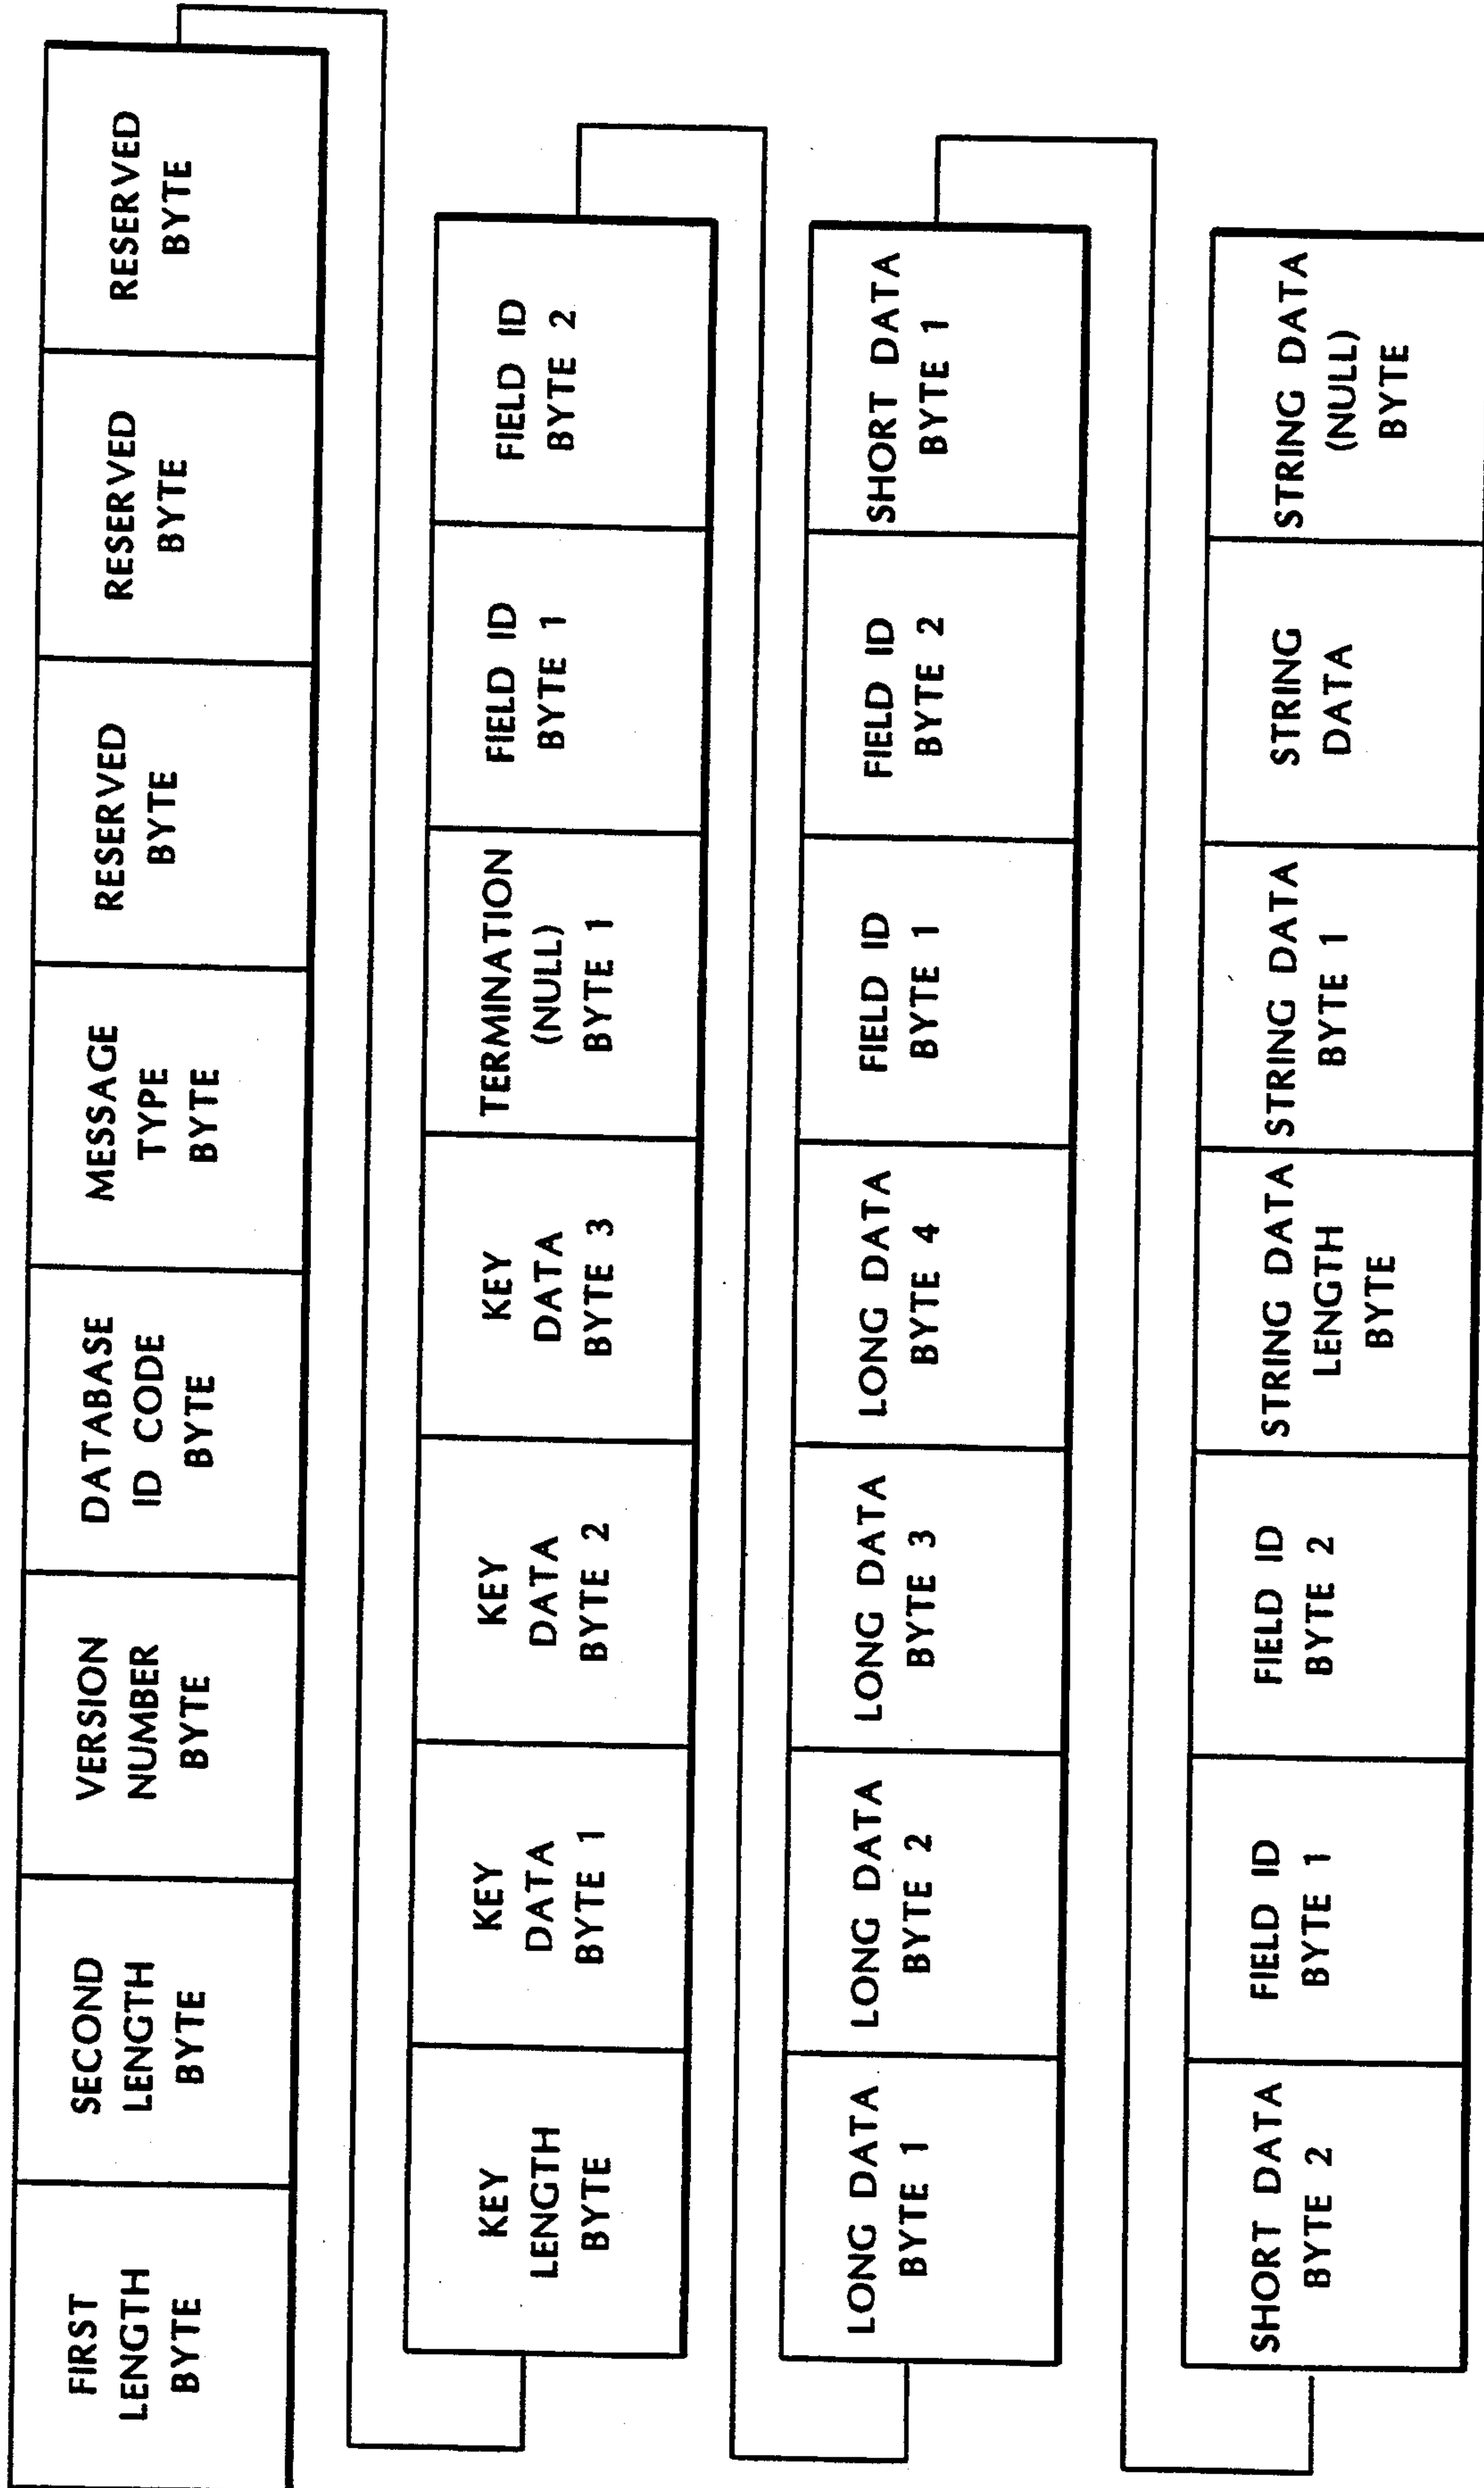 FIRST
LENGTH
BYTE
SECOND
LENGTH
BYTE
VERSION
NUMBER
BYTE
DATABASE
ID CODE
BYTE
MESSAGE
TYPE
BYTE
RESERVED
BYTE
RESERVED
BYTE
RESERVED
BYTE
KEY
LENGTH
BYTE
KEY
DATA
BYTE 1
KEY
DATA
BYTE 2
KEY
DATA
BYTE 3
TERMINATION
(NULL)
BYTE 1
FIELD ID
BYTE 1
FIELD ID
BYTE 2
LONG DATA
BYTE 1
LONG DATA
BYTE 2
LONG DATA
BYTE 3
LONG DATA
BYTE 4
FIELD ID
BYTE 1
FIELD ID
BYTE 2
SHORT DATA
BYTE 1
SHORT DATA
BYTE 2
FIELD ID
BYTE 1
FIELD ID
BYTE 2
STRING DATA
LENGTH
BYTE
STRING DATA
BYTE 1
STRING
DATA
STRING DATA
(NULL)
BYTE